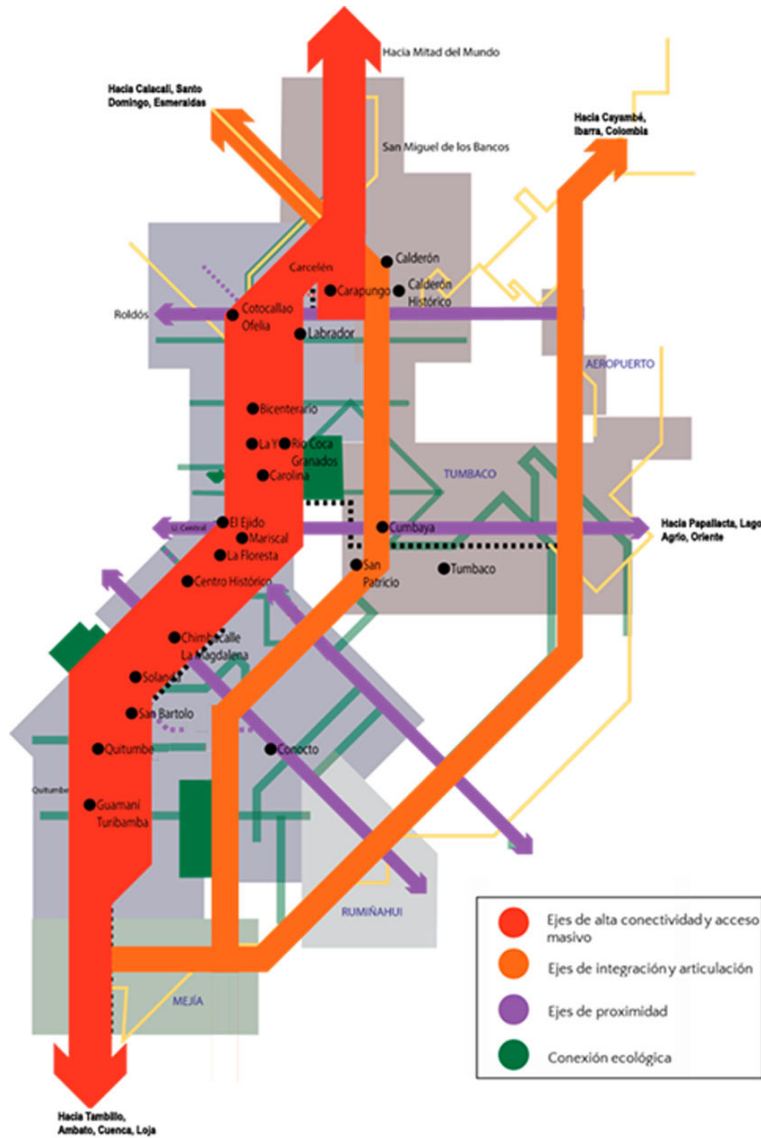 Hacia Mitad del Mundo
Hacia Calacalí, Santo
Domingo, Esmeraldas
Hacia Cayambé,
Ibarra, Colombia
San Miguel de los Bancos
Calderón
Carcelén
Carapungo
Calderón
Histórico
Roldós
Cotocallao
Ofelia
Labrador
AEROPUERTO
Bicentenario
La Y
Rio Coca
Granados
Carolina
TUMBACO
U. Central
El Ejido
Mariscal
La Floresta
Cumbaya
Hacia Papallacta, Lago
Agrio, Oriente
San
Patricio
Tumbaco
Centro Histórico
Chimbacalle
La Magdalena
Solanda
San Bartolo
Quitumbe
Conocto
Quitumbe
Guamaní
Turibamba
RUMIÑAHUI
MEJÍA
Ejes de alta conectividad y acceso
masivo
Ejes de integración y articulación
Ejes de proximidad
Conexión ecológica
Hacia Tambillo,
Ambato, Cuenca, Loja